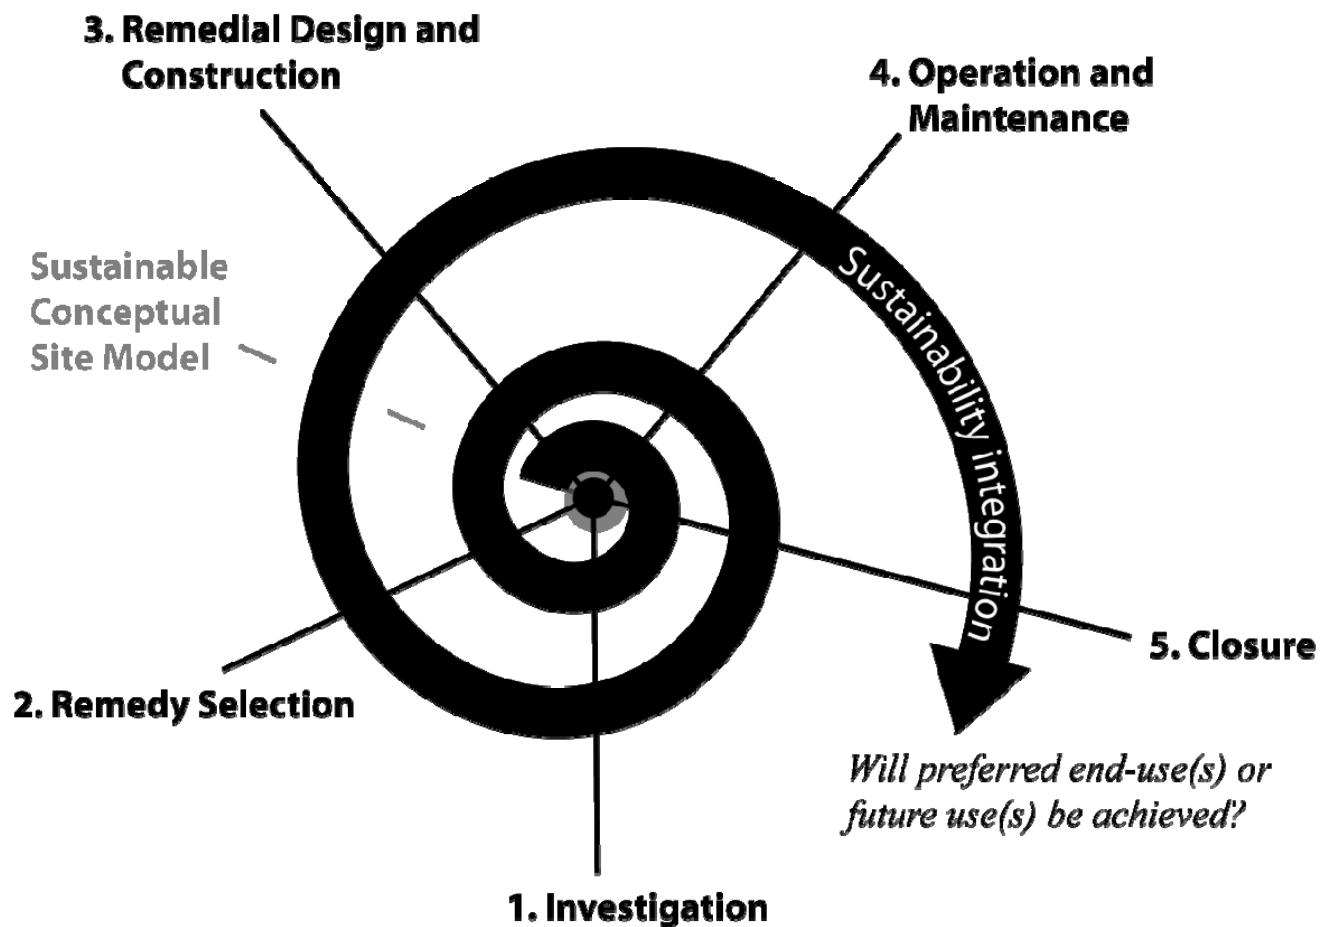 3. Remedial Design and
Construction
4. Operation and
Maintenance
Sustainable
Conceptual
Site Model
Sustainability integration
5. Closure
2. Remedy Selection
Will preferred end-use(s) or
future use(s) be achieved?
1. Investigation